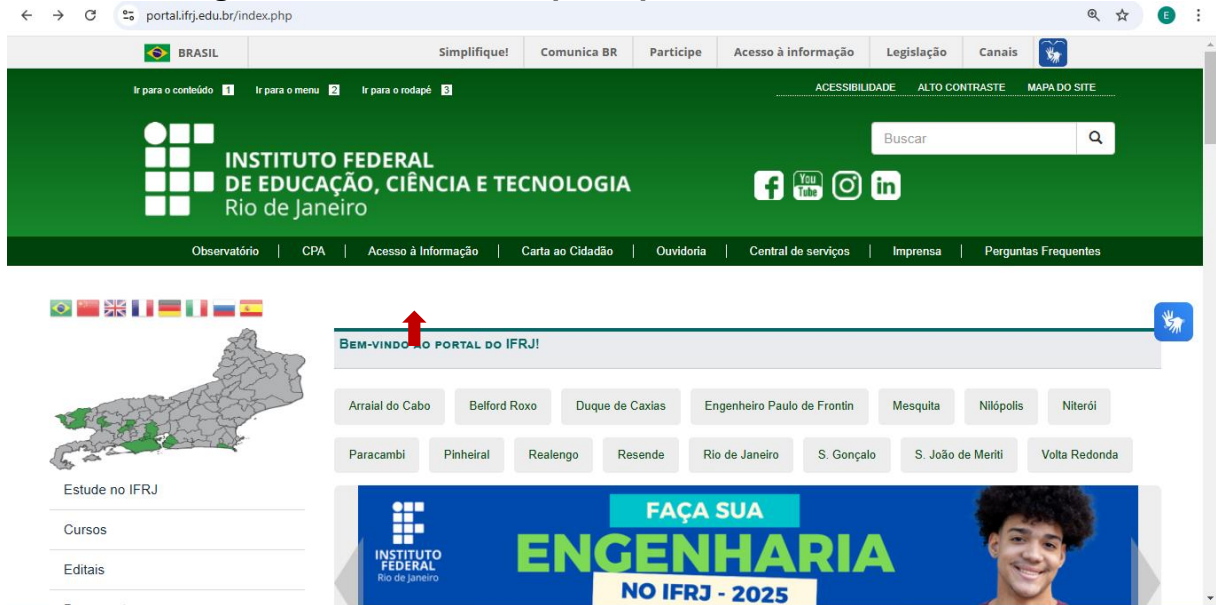 portal.ifrj.edu.br/index.php
E
BRASIL Simplifique! Comunica BR Participe Acesso à informação Legislação Canais
Ir para o conteúdo 1 Ir para o menu 2 Ir para o rodapé 3 ACESSIBILIDADE ALTO CONTRASTE MAPA DO SITE
Buscar
INSTITUTO FEDERAL
DE EDUCAÇÃO, CIÊNCIA E TECNOLOGIA
Rio de Janeiro
f You Tube in
Observatório | CPA | Acesso à Informação | Carta ao Cidadão | Ouvidoria | Central de serviços | Imprensa | Perguntas Frequentes
BEM-VINDO AO PORTAL DO IFRJ!
Arraial do Cabo Belford Roxo Duque de Caxias Engenheiro Paulo de Frontin Mesquita Nilópolis Niterói
Paracambi Pinheiral Realengo Resende Rio de Janeiro S. Gonçalo S. João de Meriti Volta Redonda
Estude no IFRJ
Cursos
Editais
INSTITUTO
FEDERAL
Rio de Janeiro
FAÇA SUA
ENGENHARIA
NO IFRJ - 2025